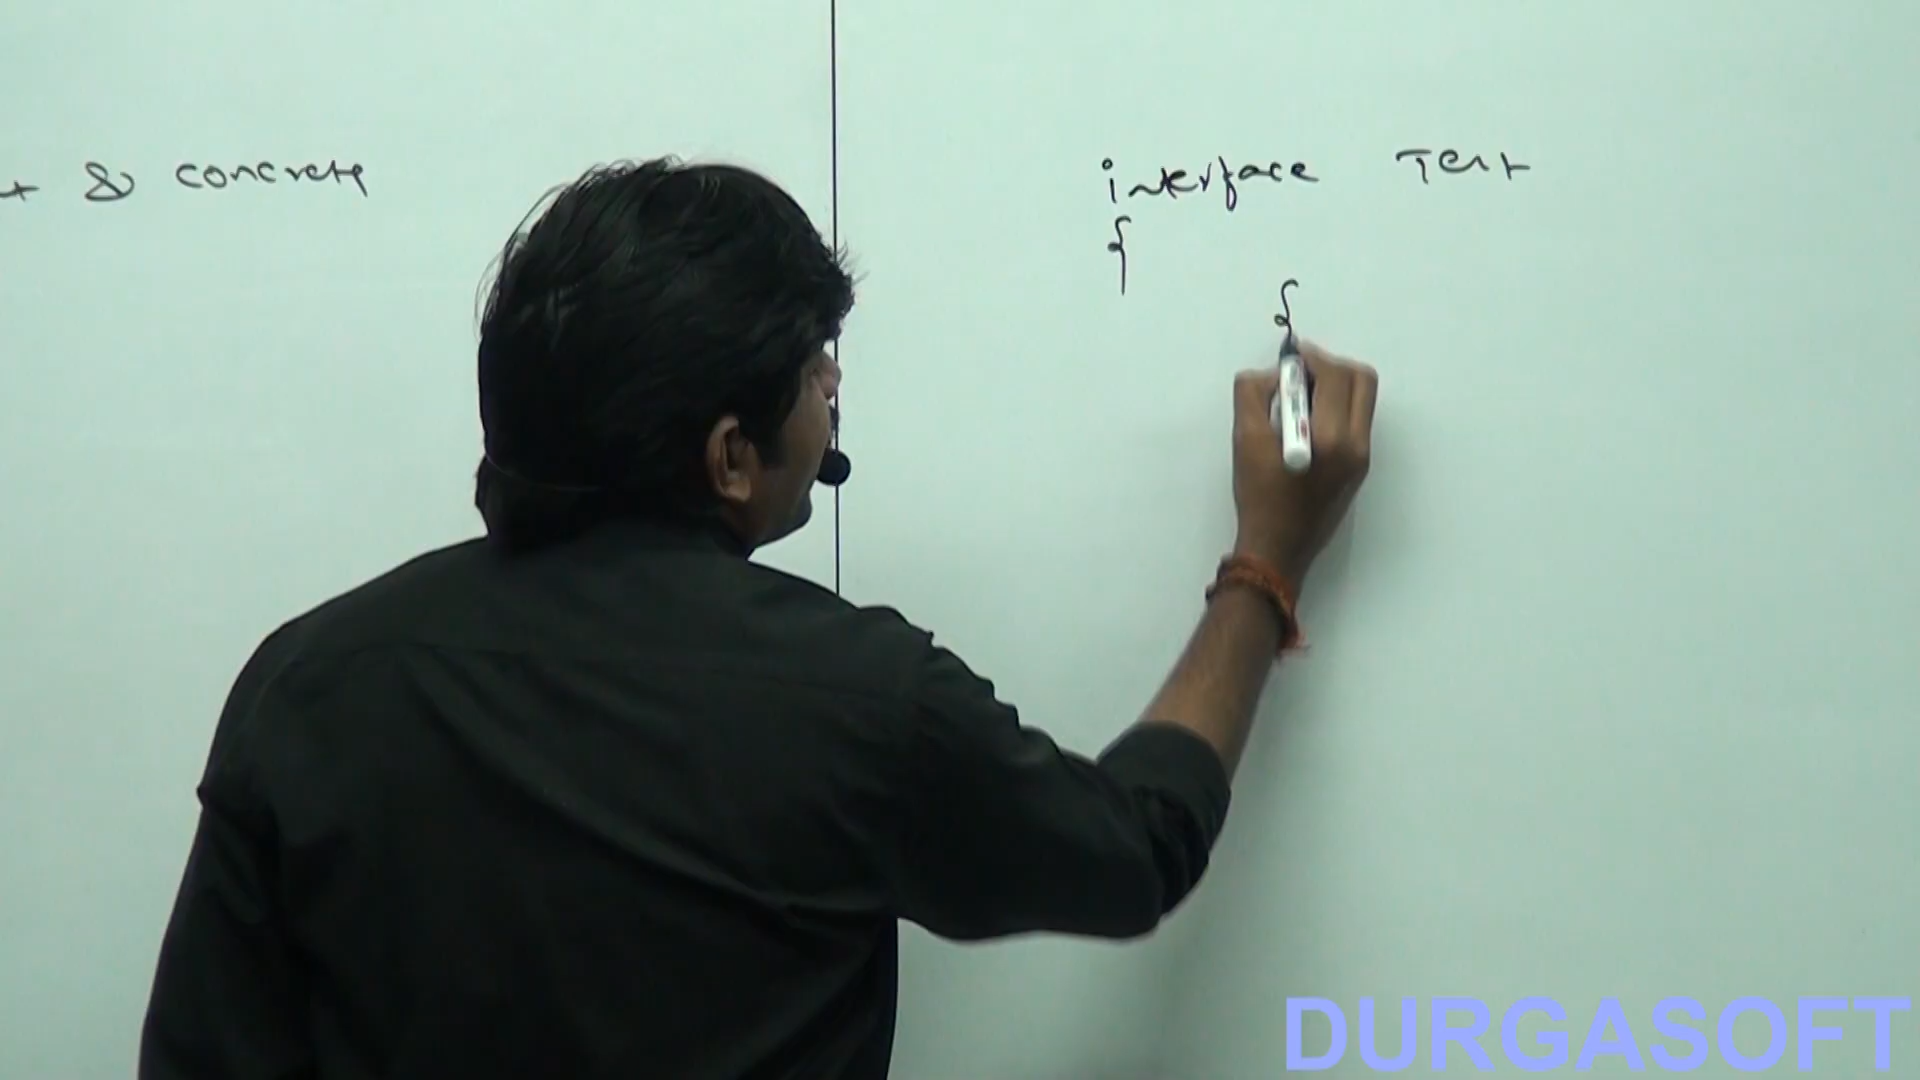 & concrete
interface Test
{
{
DURGASOFT